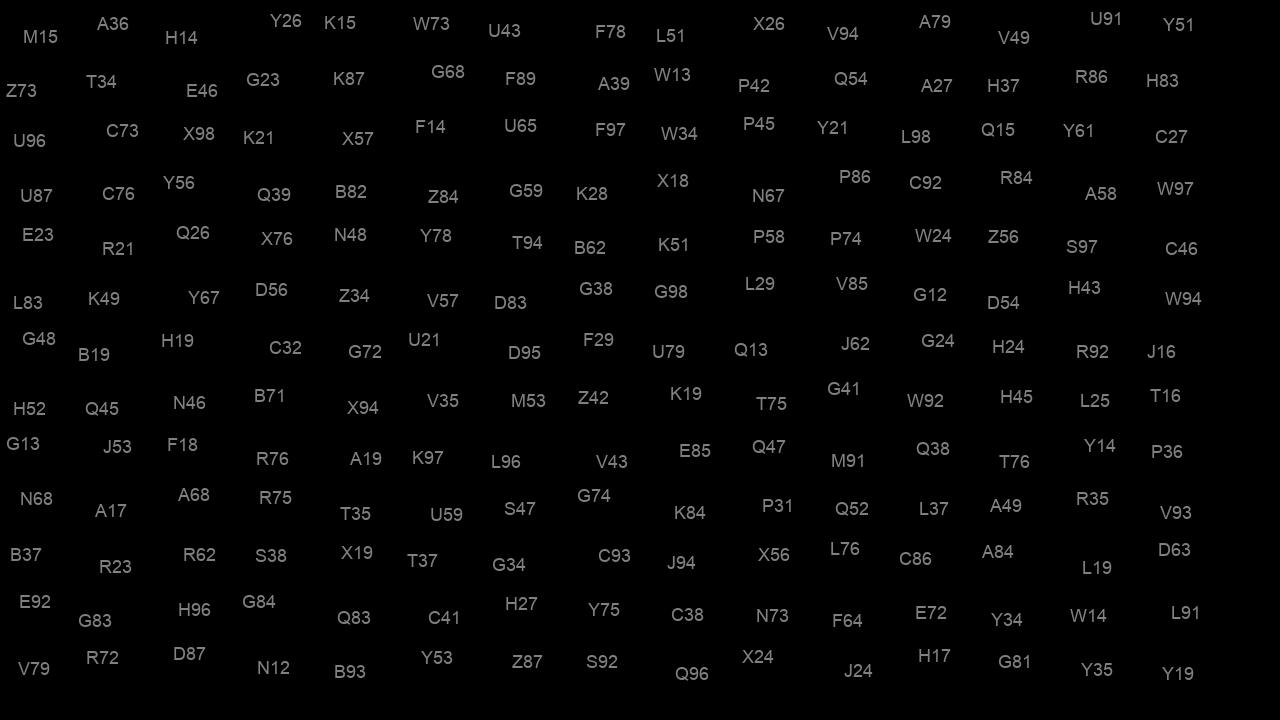 M15 A36 H14 Y26 K15 W73 U43 F78 L51 X26 V94 A79 V49 U91 Y51
Z73 T34 E46 G23 K87 G68 F89 A39 W13 P42 Q54 A27 H37 R86 H83
U96 C73 X98 K21 X57 F14 U65 F97 W34 P45 Y21 L98 Q15 Y61 C27
U87 C76 Y56 Q39 B82 Z84 G59 K28 X18 N67 P86 C92 R84 A58 W97
E23 R21 Q26 X76 N48 Y78 T94 B62 K51 P58 P74 W24 Z56 S97 C46
L83 K49 Y67 D56 Z34 V57 D83 G38 G98 L29 V85 G12 D54 H43 W94
G48 B19 H19 C32 G72 U21 D95 F29 U79 Q13 J62 G24 H24 R92 J16
H52 Q45 N46 B71 X94 V35 M53 Z42 K19 T75 G41 W92 H45 L25 T16
G13 J53 F18 R76 A19 K97 L96 V43 E85 Q47 M91 Q38 T76 Y14 P36
N68 A17 A68 R75 T35 U59 S47 G74 K84 P31 Q52 L37 A49 R35 V93
B37 R23 R62 S38 X19 T37 G34 C93 J94 X56 L76 C86 A84 L19 D63
E92 G83 H96 G84 Q83 C41 H27 Y75 C38 N73 F64 E72 Y34 W14 L91
V79 R72 D87 N12 B93 Y53 Z87 S92 Q96 X24 J24 H17 G81 Y35 Y19